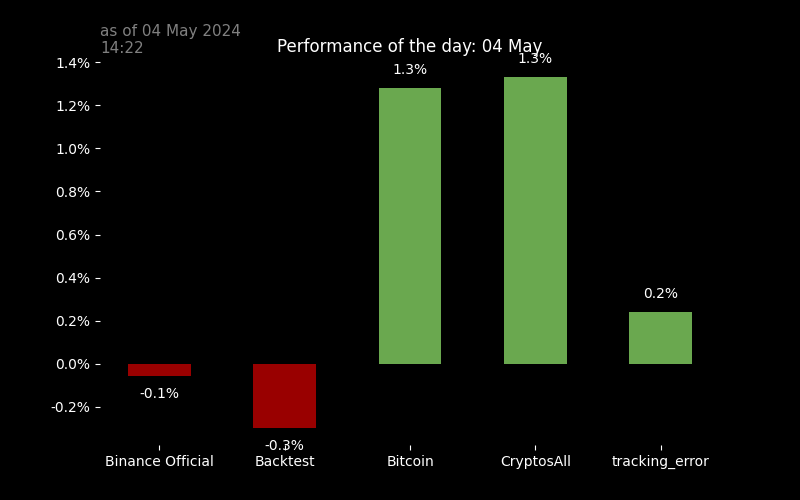 as of 04 May 2024
14:22
Performance of the day: 04 May
1.4%
1.2%
1.0%
0.8%
0.6%
0.4%
0.2%
0.0%
-0.2%
-0.1%
-0.3%
1.3%
1.3%
0.2%
Binance Official
Backtest
Bitcoin
CryptosAll
tracking_error